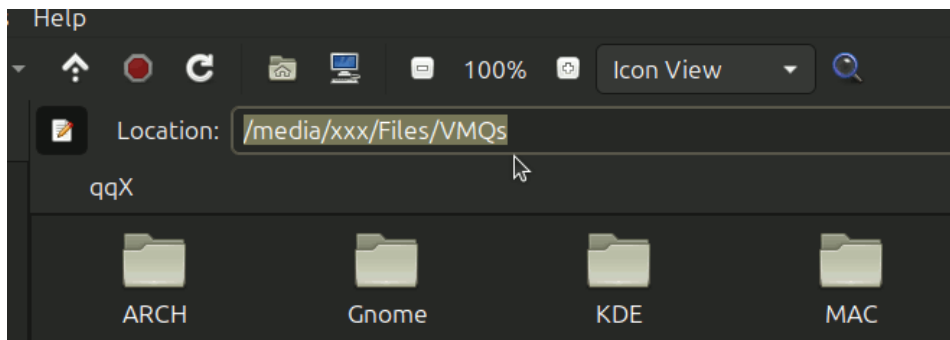 Help
100% Icon View
Location: /media/xxx/Files/VMQs
qqX
ARCH Gnome KDE MAC